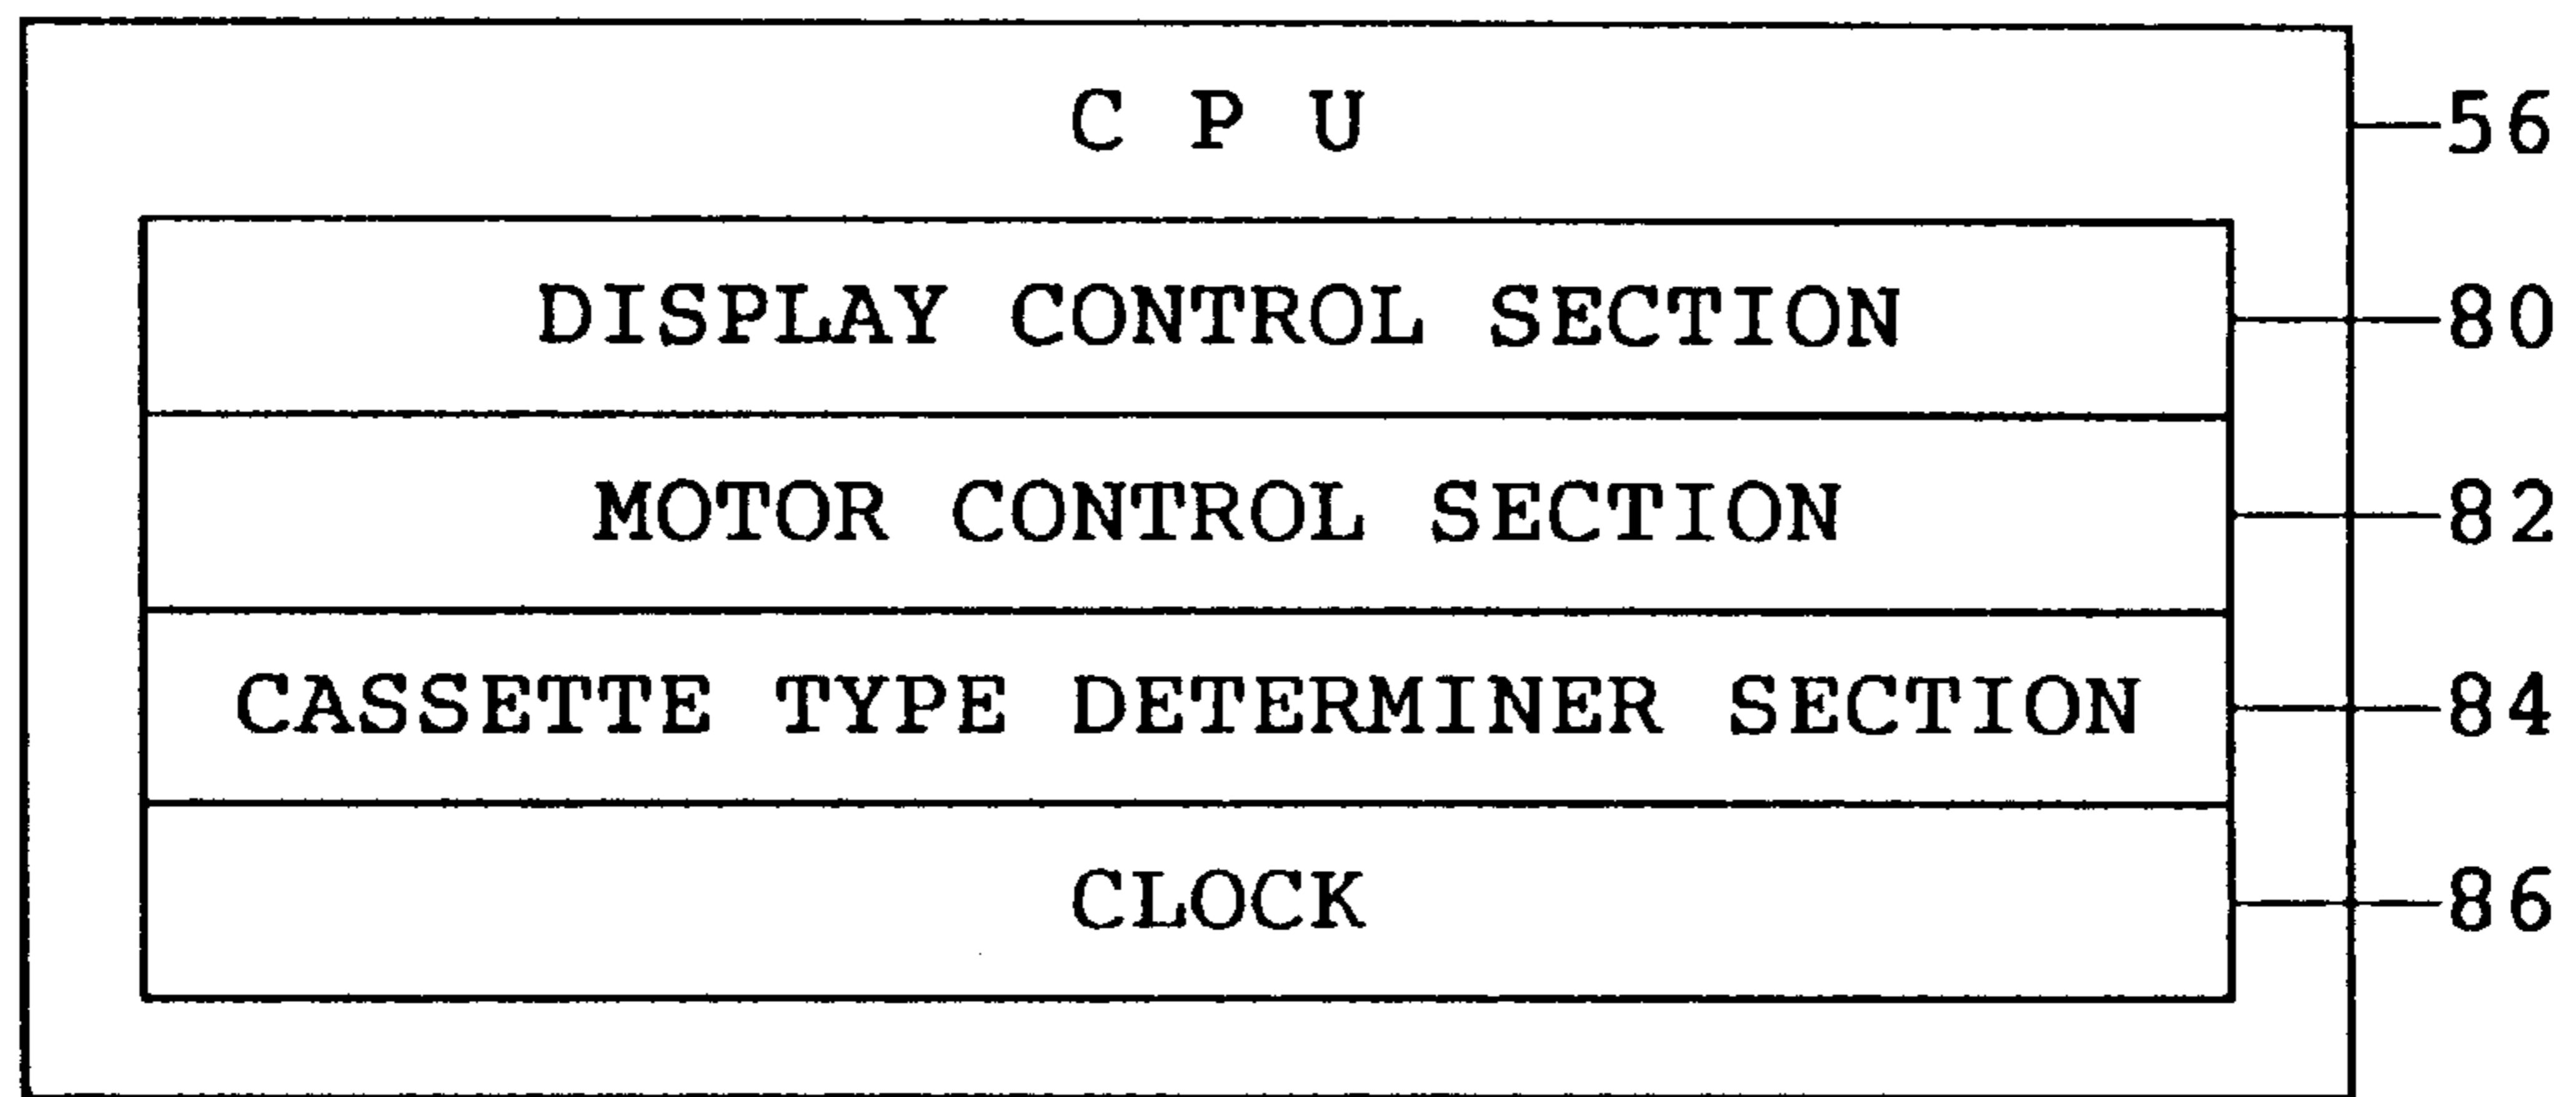 C P U 56
DISPLAY CONTROL SECTION 80
MOTOR CONTROL SECTION 82
CASSETTE TYPE DETERMINER SECTION 84
CLOCK 86